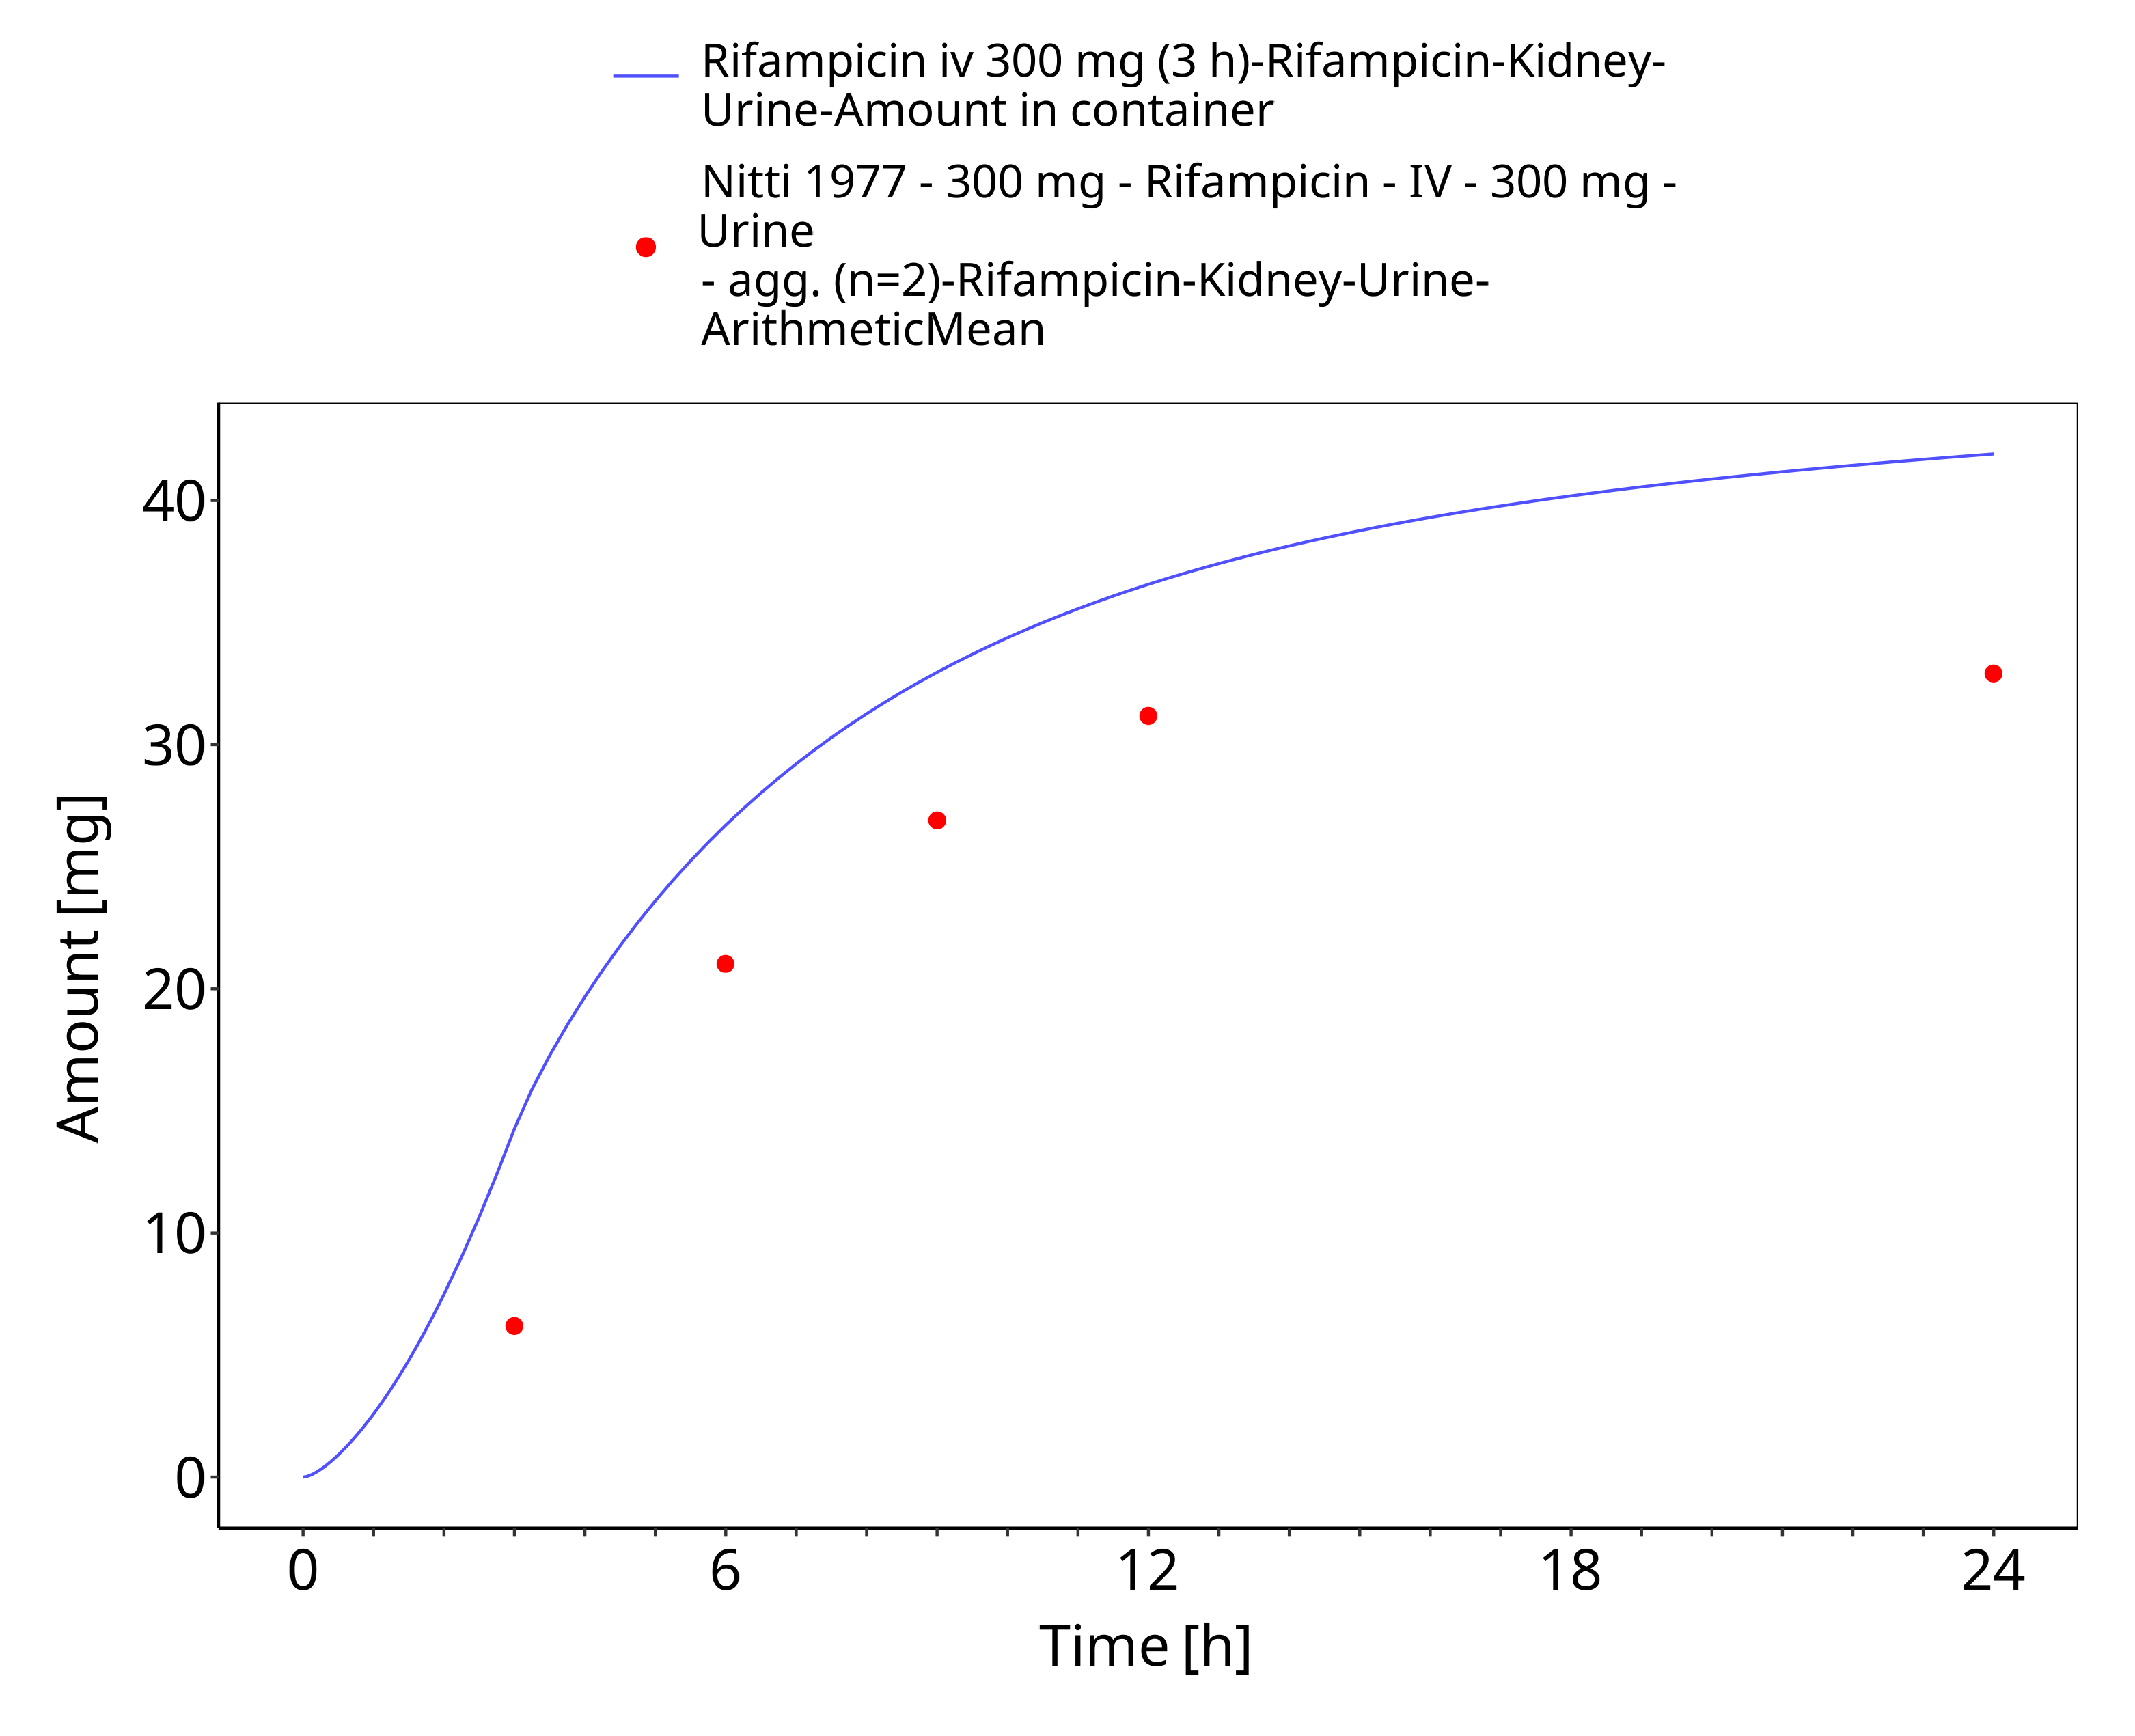 Rifampicin iv 300 mg (3 h)-Rifampicin-Kidney-
Urine-Amount in container
Nitti 1977 - 300 mg - Rifampicin - IV - 300 mg -
Urine
- agg. (n=2)-Rifampicin-Kidney-Urine-
ArithmeticMean
40
30
20
10
0
Amount [mg]
0 6 12 18 24
Time [h]